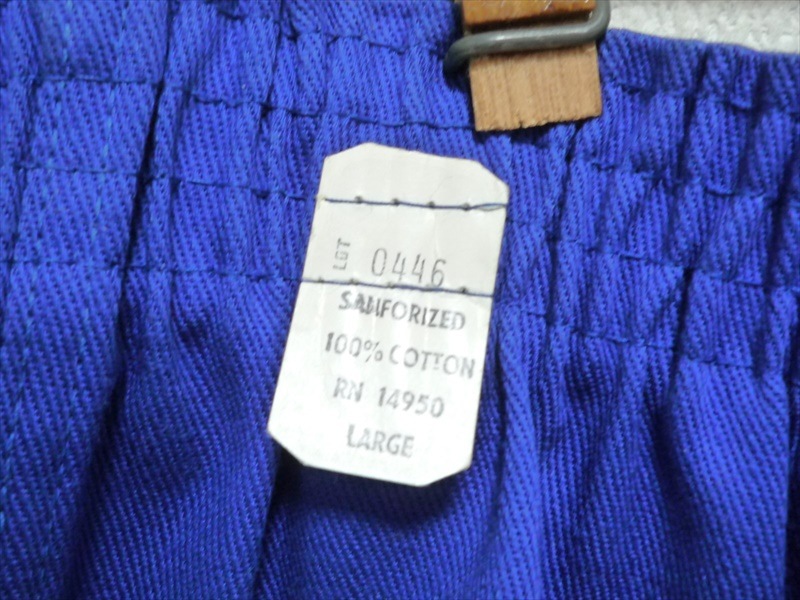 LOT 0446
SANFORIZED
100% COTTON
RN 14950
LARGE